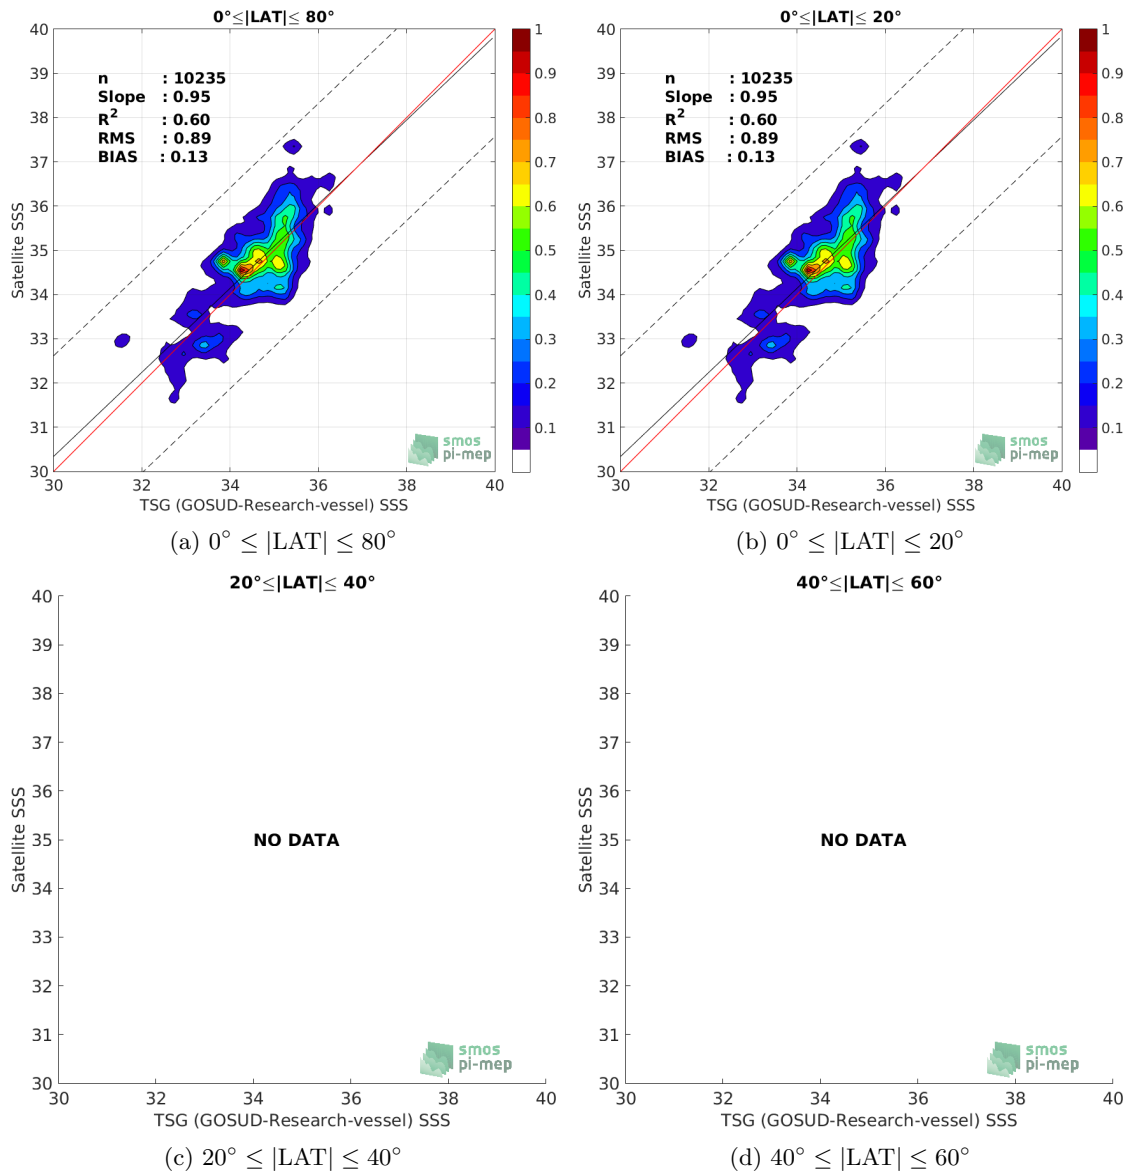 0°≤|LAT|≤ 80°
40
39
38
37
36
35
34
33
32
31
30
Satellite SSS
n : 10235
Slope : 0.95
R² : 0.60
RMS : 0.89
BIAS : 0.13
1
0.9
0.8
0.7
0.6
0.5
0.4
0.3
0.2
0.1
smos
pi-mep
30 32 34 36 38 40
TSG (GOSUD-Research-vessel) SSS
(a) 0° ≤ |LAT| ≤ 80°
0°≤|LAT|≤ 20°
40
39
38
37
36
35
34
33
32
31
30
Satellite SSS
n : 10235
Slope : 0.95
R² : 0.60
RMS : 0.89
BIAS : 0.13
1
0.9
0.8
0.7
0.6
0.5
0.4
0.3
0.2
0.1
smos
pi-mep
30 32 34 36 38 40
TSG (GOSUD-Research-vessel) SSS
(b) 0° ≤ |LAT| ≤ 20°
20°≤|LAT|≤ 40°
40
39
38
37
36
35
34
33
32
31
30
Satellite SSS
NO DATA
smos
pi-mep
30 32 34 36 38 40
TSG (GOSUD-Research-vessel) SSS
(c) 20° ≤ |LAT| ≤ 40°
40°≤|LAT|≤ 60°
40
39
38
37
36
35
34
33
32
31
30
Satellite SSS
NO DATA
smos
pi-mep
30 32 34 36 38 40
TSG (GOSUD-Research-vessel) SSS
(d) 40° ≤ |LAT| ≤ 60°